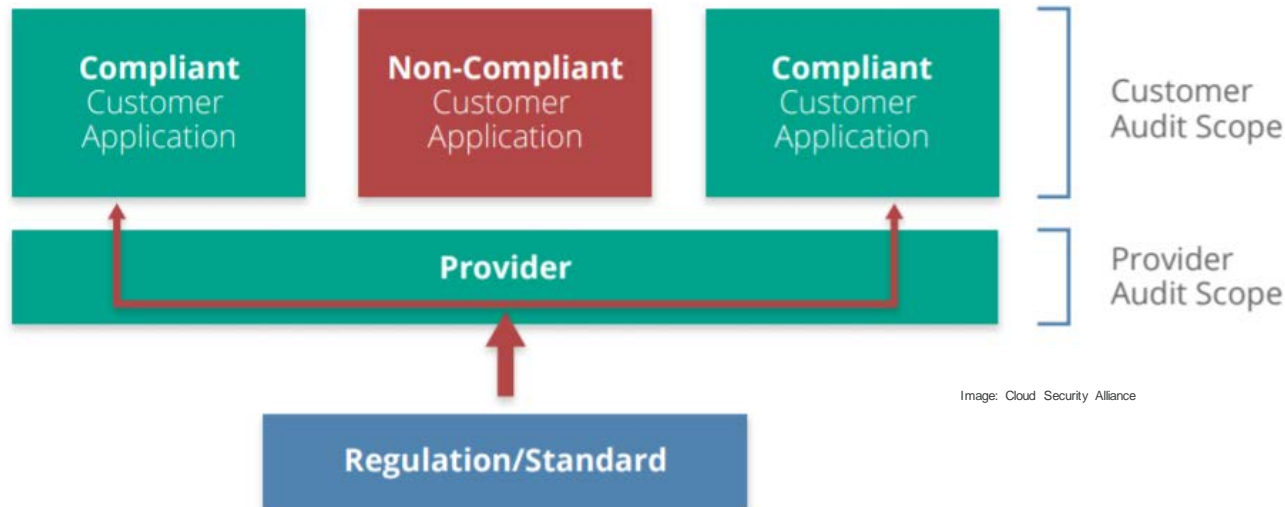 Compliant
Customer
Application
Non-Compliant
Customer
Application
Compliant
Customer
Application
Customer
Audit Scope
Provider
Provider
Audit Scope
Image: Cloud Security Alliance
Regulation/Standard